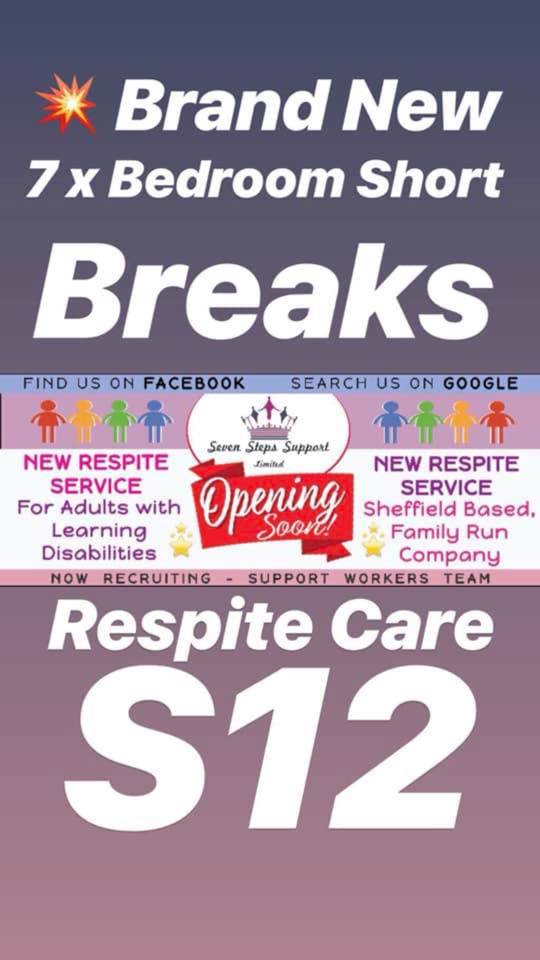 Brand New
7 x Bedroom Short
Breaks
FIND US ON FACEBOOK SEARCH US ON GOOGLE
Seven Steps Support
Limited
NEW RESPITE
SERVICE
For Adults with
Learning
Disabilities
Opening
Soon!
NEW RESPITE
SERVICE
Sheffield Based,
Family Run
Company
NOW RECRUITING - SUPPORT WORKERS TEAM
Respite Care
S12